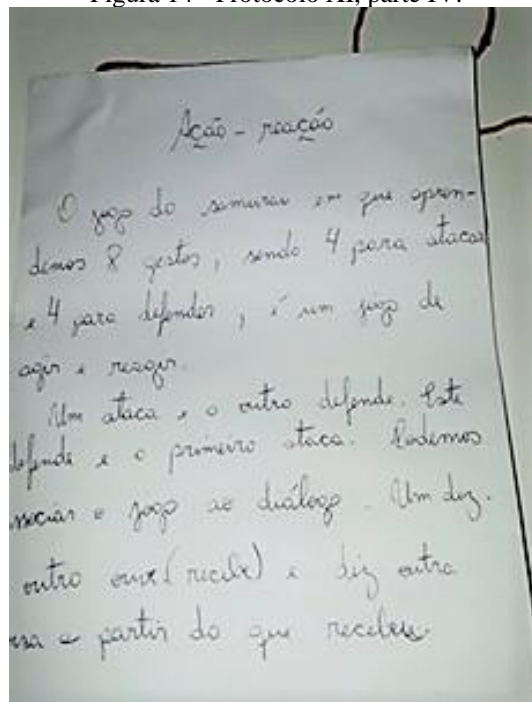 Figura 14 - Protocolo XI, parte IV.
Ação - reação
O jogo do samurai em que apren-
demos 8 gestos, sendo 4 para atacar
e 4 para defender, é um jogo de
agir e reagir.
Um ataca e o outro defende. Este
defende e o primeiro ataca. Podemos
associar o jogo ao diálogo. Um diz.
outro ouve (recebe) e diz outra
a partir do que recebeu.